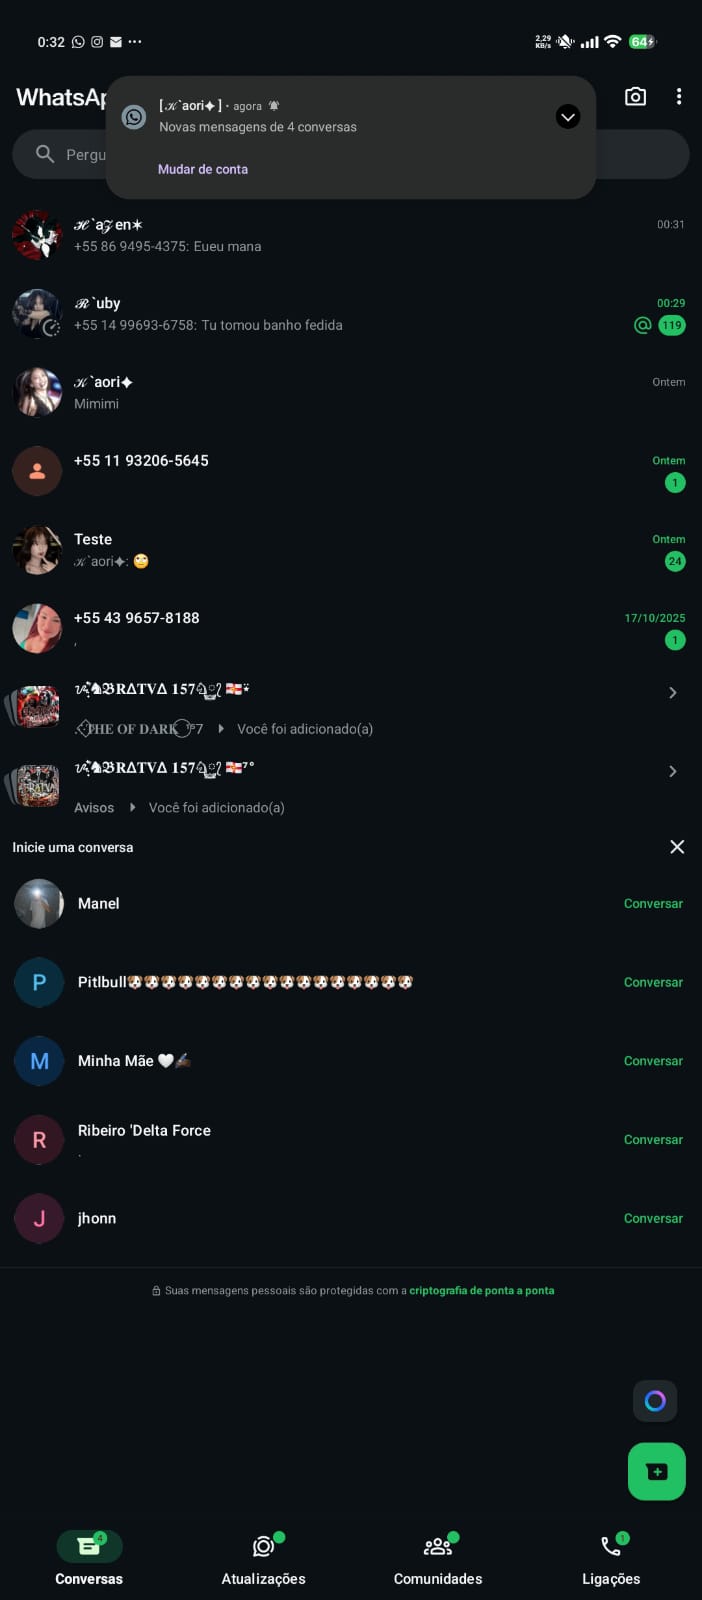 0:32
2,29 KB/s
64
WhatsAp
[𝒦`aori✦] · agora
Novas mensagens de 4 conversas
Mudar de conta
Pergu
ℋ`a𝒵en✶
00:31
+55 86 9495-4375: Eueu mana
ℛ`uby
00:29
+55 14 99693-6758: Tu tomou banho fedida
@ 119
𝒦`aori✦
Ontem
Mimimi
+55 11 93206-5645
Ontem
1
Teste
Ontem
𝒦`aori✦: 🙄
24
+55 43 9657-8188
17/10/2025
,
1
𝕭𝐑𝚫𝐓𝐕𝚫 𝟏𝟓𝟕
THE OF DARK ¹⁵7 ▸ Você foi adicionado(a)
𝕭𝐑𝚫𝐓𝐕𝚫 𝟏𝟓𝟕 ⁷°
Avisos ▸ Você foi adicionado(a)
Inicie uma conversa
Manel
Conversar
P
Pitlbull🐶🐶🐶🐶🐶🐶🐶🐶🐶🐶🐶🐶🐶🐶🐶🐶🐶
Conversar
M
Minha Mãe 🤍✍🏿
Conversar
R
Ribeiro 'Delta Force
.
Conversar
J
jhonn
Conversar
Suas mensagens pessoais são protegidas com a criptografia de ponta a ponta
4
1
Conversas
Atualizações
Comunidades
Ligações